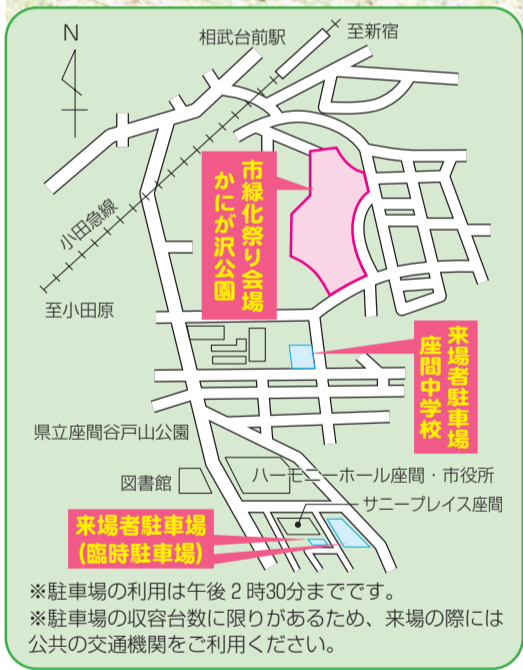 N
相武台前駅
至新宿
小田急線
至小田原
市緑化祭り会場
かにが沢公園
来場者駐車場
座間中学校
県立座間谷戸山公園
図書館
ハーモニーホール座間・市役所
サニープレイス座間
来場者駐車場
(臨時駐車場)
※駐車場の利用は午後2時30分までです。
※駐車場の収容台数に限りがあるため、来場の際には
公共の交通機関をご利用ください。